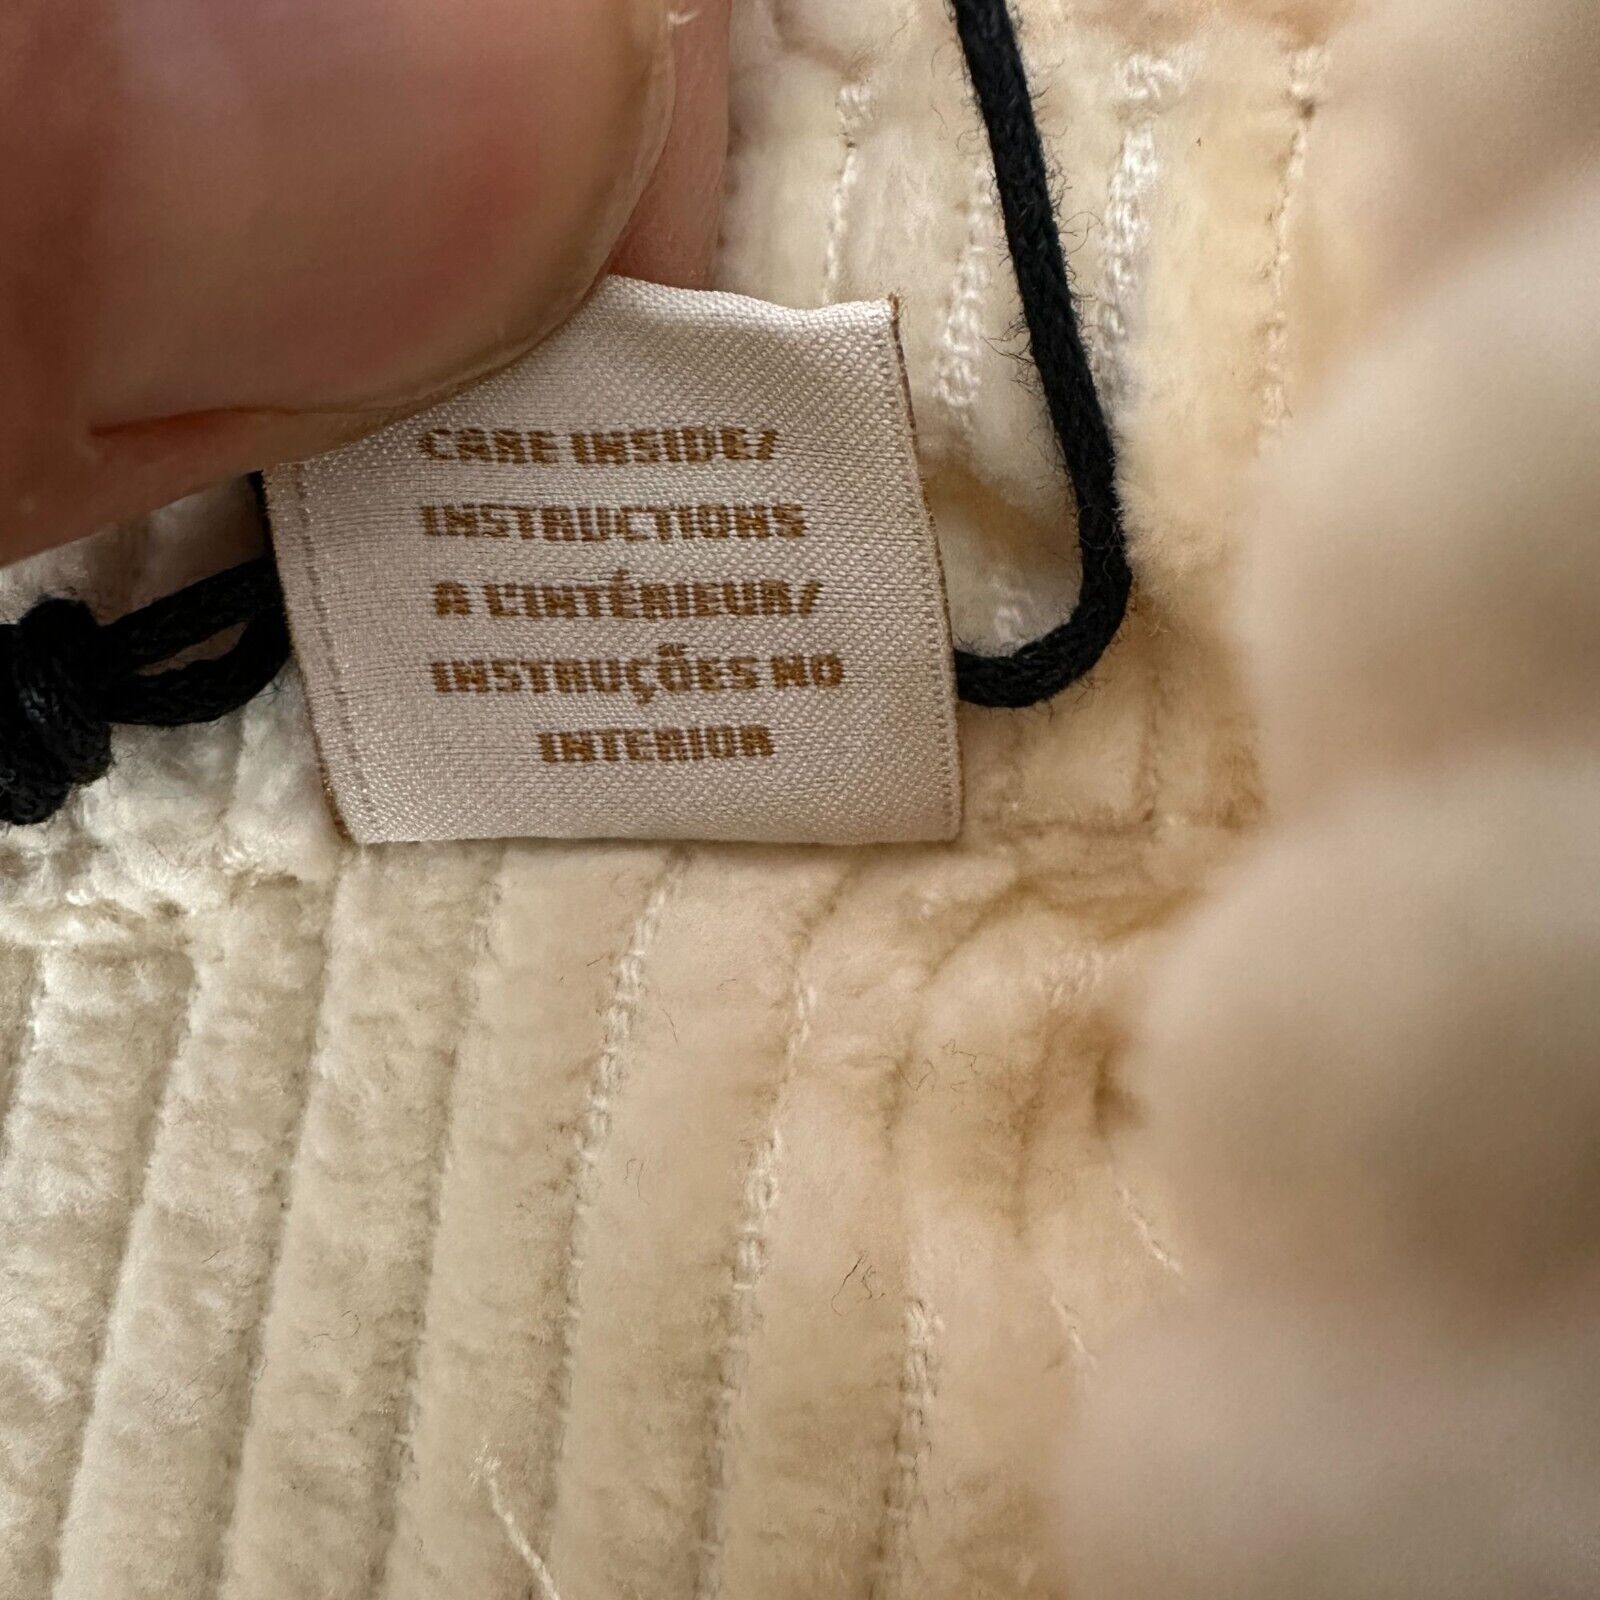 CARE INSIDE/
INSTRUCTIONS
A L'INTÉRIEUR/
INSTRUÇÕES NO
INTERIOR